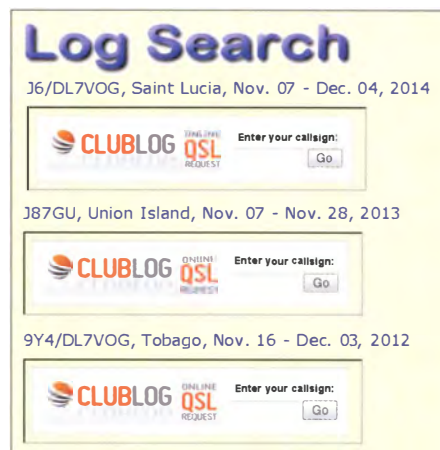 Log Search
J6/DL7VOG, Saint Lucia, Nov. 07 - Dec. 04, 2014
CLUBLOG ONLINE QSL REQUEST
Enter your callsign:
Go
J87GU, Union Island, Nov. 07 - Nov. 28, 2013
CLUBLOG ONLINE QSL REQUEST
Enter your callsign:
Go
9Y4/DL7VOG, Tobago, Nov. 16 - Dec. 03, 2012
CLUBLOG ONLINE QSL REQUEST
Enter your callsign:
Go